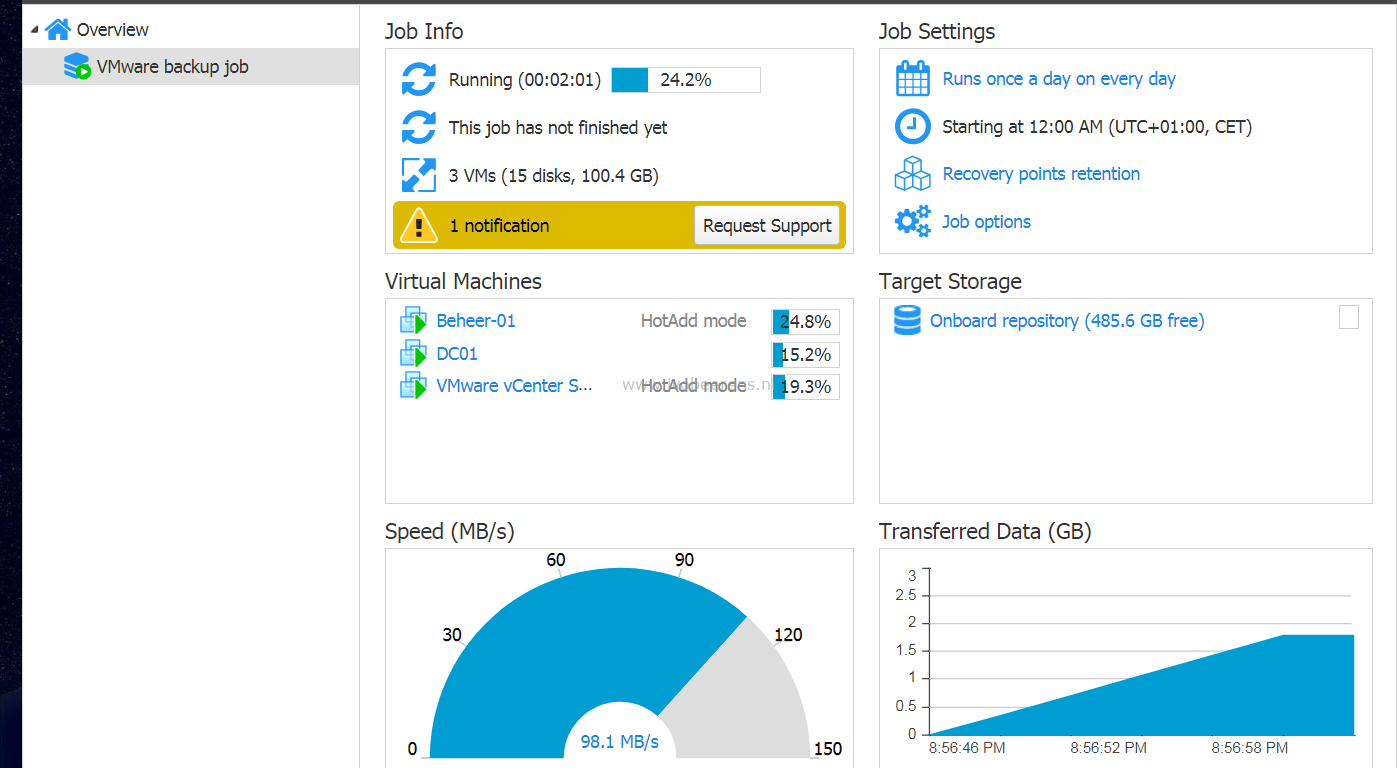 Overview
VMware backup job
Job Info
Running (00:02:01) 24.2%
This job has not finished yet
3 VMs (15 disks, 100.4 GB)
1 notification Request Support
Job Settings
Runs once a day on every day
Starting at 12:00 AM (UTC+01:00, CET)
Recovery points retention
Job options
Virtual Machines
Beheer-01 HotAdd mode 24.8%
DC01 15.2%
VMware vCenter S... HotAdd mode 19.3%
Target Storage
Onboard repository (485.6 GB free)
Speed (MB/s)
60 90
30 120
0 150
98.1 MB/s
Transferred Data (GB)
3
2.5
2
1.5
1
0.5
0
8:56:46 PM 8:56:52 PM 8:56:58 PM